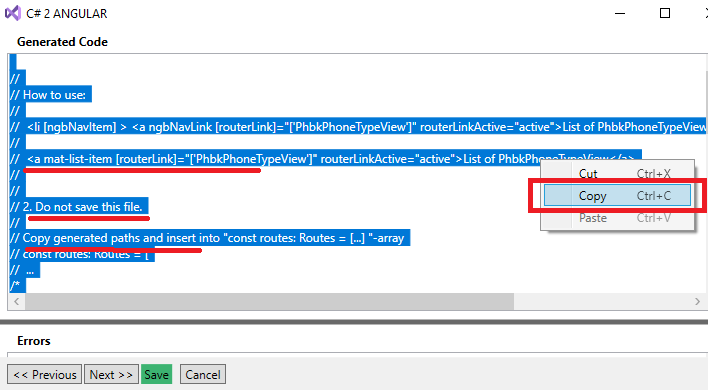 C# 2 ANGULAR
Generated Code
//
// How to use:
//
// <li [ngbNavItem] > <a ngbNavLink [routerLink]="['PhbkPhoneTypeView']" routerLinkActive="active">List of PhbkPhoneTypeView
//
// <a mat-list-item [routerLink]="['PhbkPhoneTypeView']" routerLinkActive="active">List of PhbkPhoneTypeView</a>
//
//
// 2. Do not save this file.
//
// Copy generated paths and insert into "const routes: Routes = [...] "-array
// const routes: Routes = [
// ...
/*
Cut Ctrl+X
Copy Ctrl+C
Paste Ctrl+V
Errors
<< Previous Next >> Save Cancel